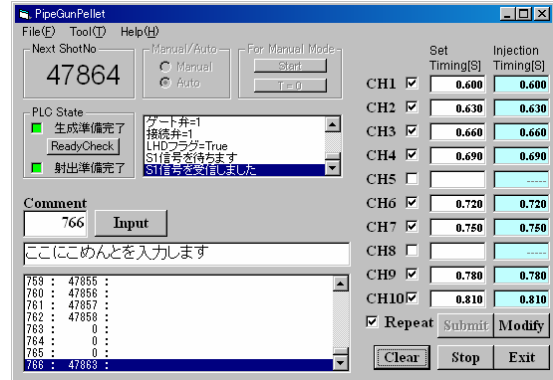 PipeGunPellet
File(F) Tool(T) Help(H)
Next ShotNo
47864
Manual/Auto
Manual
Auto
For Manual Mode
Start
T=0
PLC State
生成準備完了
ReadyCheck
射出準備完了
ゲート弁=1
接続弁=1
LHDフラグ=True
S1信号を待ちます
S1信号を受信しました
Comment
766 Input
ここにこめんとを入力します
759 : 47855 :
760 : 47856 :
761 : 47857 :
762 : 47858 :
763 : 0 :
764 : 0 :
765 : 0 :
766 : 47863 :
Set Timing[S] Injection Timing[S]
CH1 0.600 0.600
CH2 0.630 0.630
CH3 0.660 0.660
CH4 0.690 0.690
CH5 -----
CH6 0.720 0.720
CH7 0.750 0.750
CH8 -----
CH9 0.780 0.780
CH10 0.810 0.810
Repeat Submit Modify
Clear Stop Exit